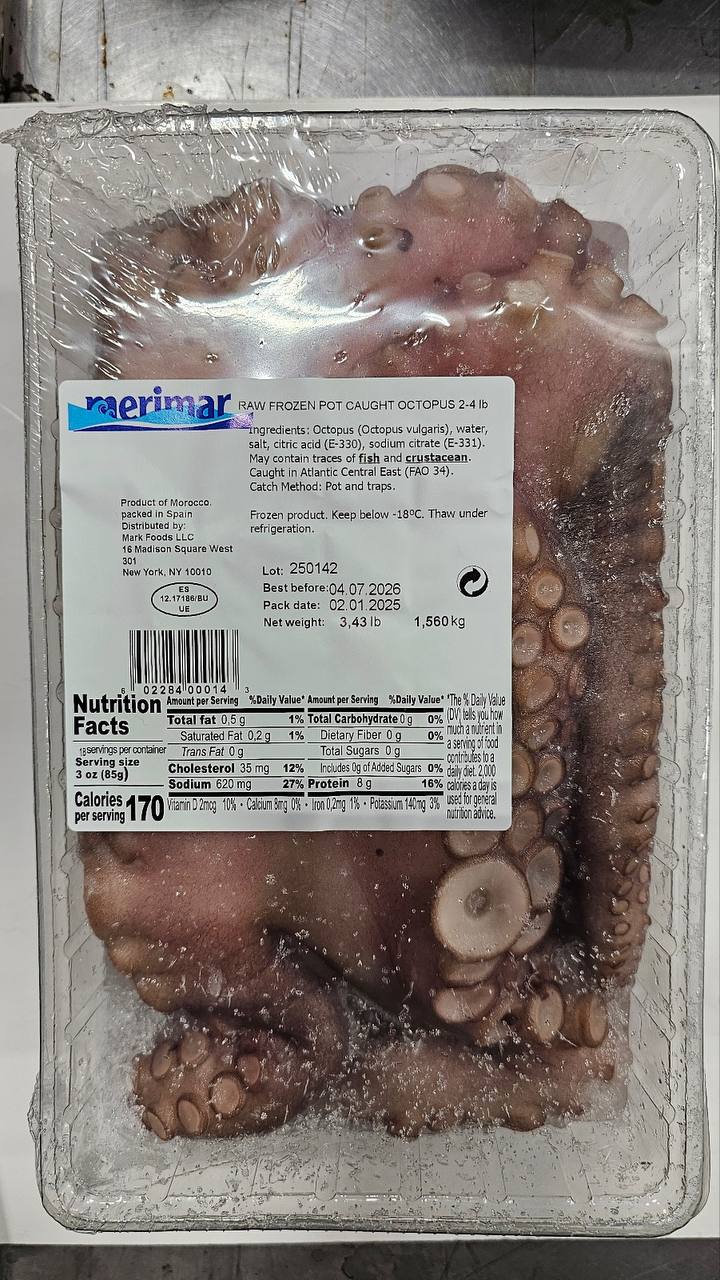 merimar
RAW FROZEN POT CAUGHT OCTOPUS 2-4 lb
Ingredients: Octopus (Octopus vulgaris), water,
salt, citric acid (E-330), sodium citrate (E-331).
May contain traces of fish and crustacean.
Caught in Atlantic Central East (FAO 34).
Catch Method: Pot and traps.
Frozen product. Keep below -18ºC. Thaw under
refrigeration.
Product of Morocco.
packed in Spain
Distributed by:
Mark Foods LLC
16 Madison Square West
301
New York, NY 10010
ES
12.17186/BU
UE
Lot: 250142
Best before: 04.07.2026
Pack date: 02.01.2025
Net weight: 3,43 lb 1,560 kg
6 02284 00014 3
Nutrition
Facts
18 servings per container
Serving size
3 oz (85g)
Calories
per serving 170
Amount per Serving %Daily Value*
Total fat 0,5 g 1%
Saturated Fat 0,2 g 1%
Trans Fat 0 g
Cholesterol 35 mg 12%
Sodium 620 mg 27%
Amount per Serving %Daily Value*
Total Carbohydrate 0 g 0%
Dietary Fiber 0 g 0%
Total Sugars 0 g
Includes 0g of Added Sugars 0%
Protein 8 g 16%
Vitamin D 2mcg 10% • Calcium 8mg 0% • Iron 0,2mg 1% • Potassium 140mg 3%
*The % Daily Value
(DV) tells you how
much a nutrient in
a serving of food
contributes to a
daily diet. 2,000
calories a day is
used for general
nutrition advice.